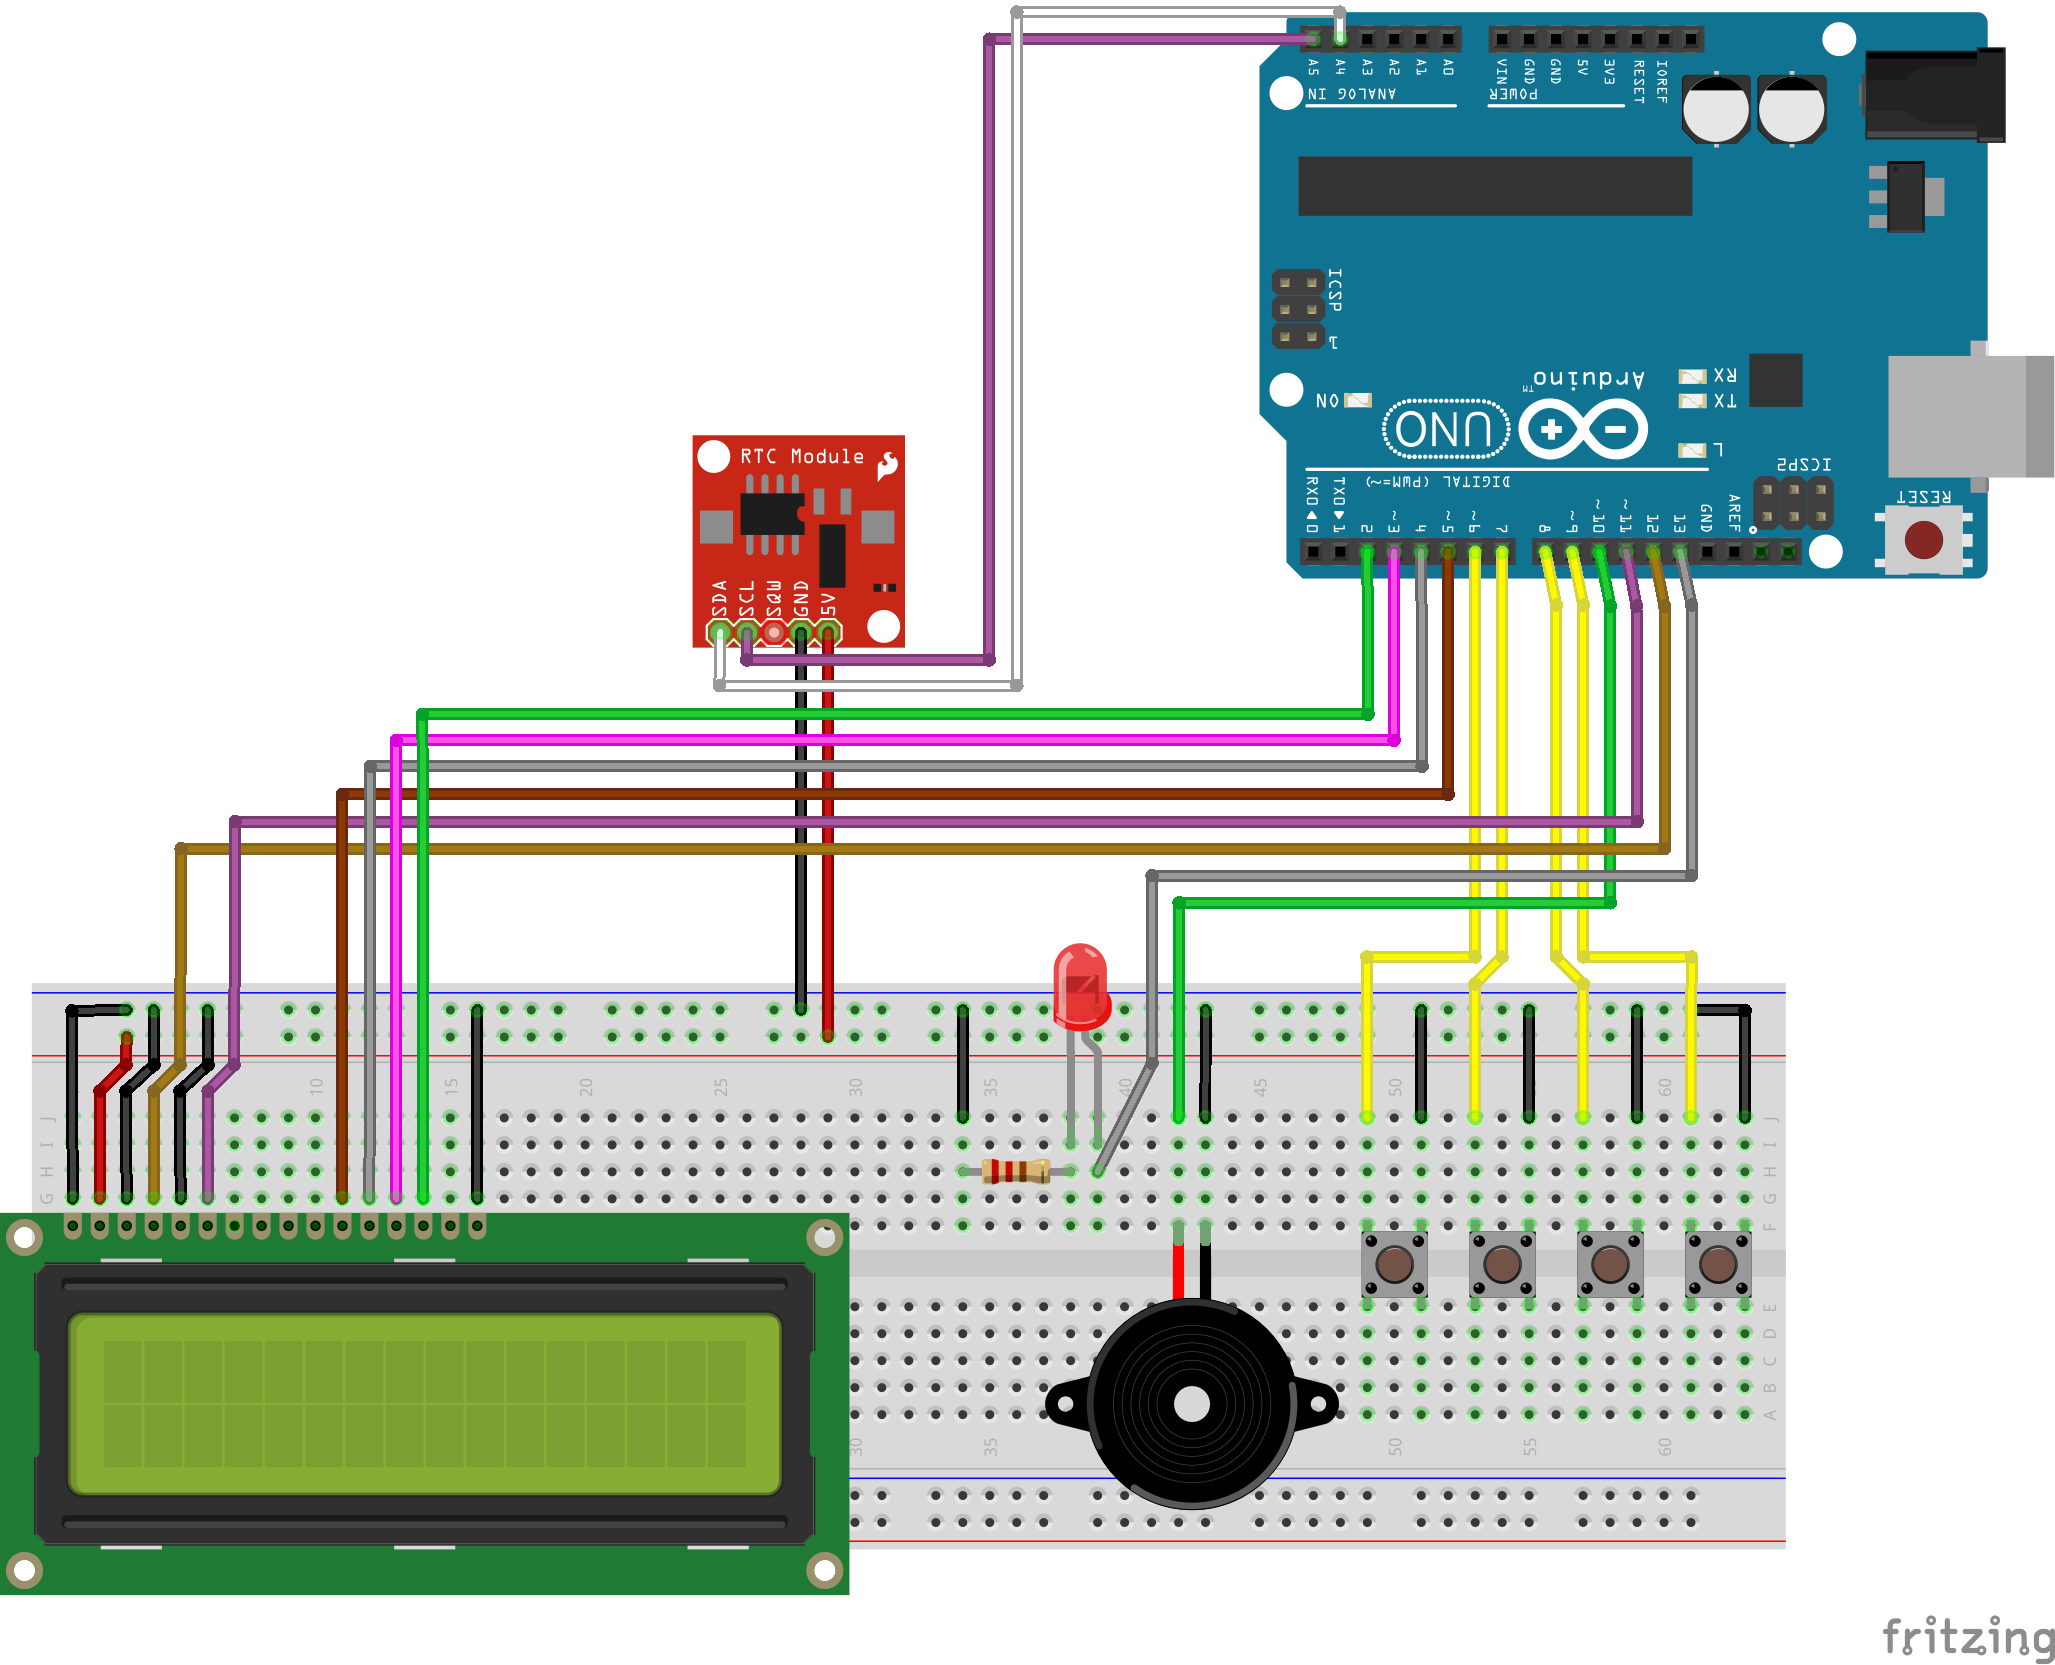 A5 A4 A3 A2 A1 A0 VIN GND GND 5V 3V3 RESET IOREF
ANALOG IN POWER
ICSP
1
Arduino™
RX
TX
ON
UNO
L
ICSP2
DIGITAL (PWM=~)
RESET
RX0◀0 TX0▶1 2 ~3 4 ~5 ~6 7 8 ~9 ~10 ~11 12 13 GND AREF
RTC Module
SDA SCL SQW GND 5V
10 15 20 25 30 35 40 45 50 55 60
J J
I I
H H
G G
F
E
D
C
B
A
30 35 50 55 60
fritzing